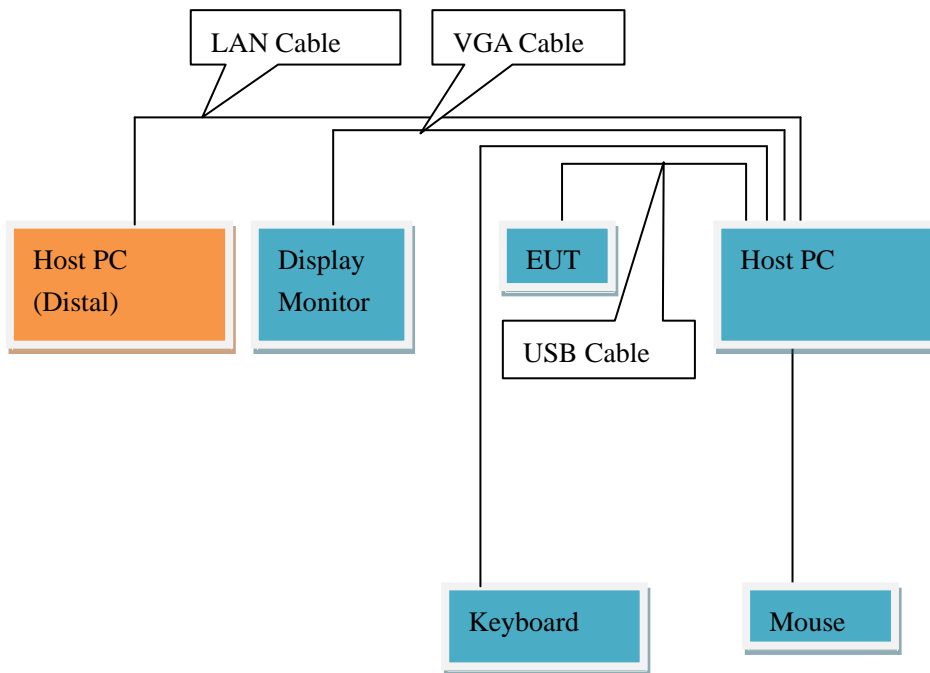 LAN Cable
VGA Cable
Host PC
(Distal)
Display
Monitor
EUT
Host PC
USB Cable
Keyboard
Mouse